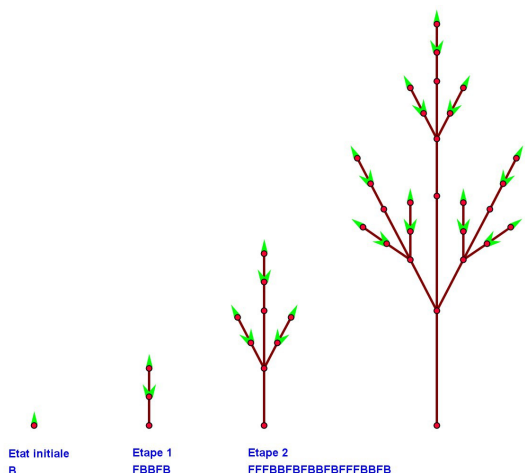 Etat initiale
Etape 1
Etape 2
B
FBBFB
FFFBBFBFBBFBFFFBBFB